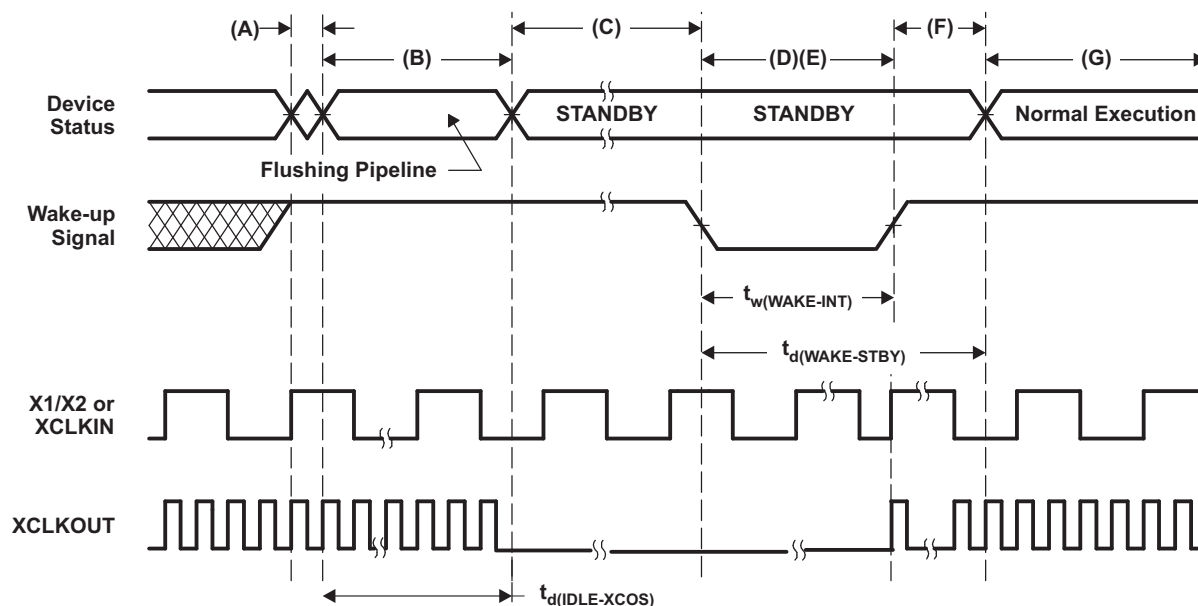 (A)
(B)
(C)
(D)(E)
(F)
(G)
Device
Status
STANDBY
STANDBY
Normal Execution
Flushing Pipeline
Wake-up
Signal
tw(WAKE-INT)
td(WAKE-STBY)
X1/X2 or
XCLKIN
XCLKOUT
td(IDLE-XCOS)